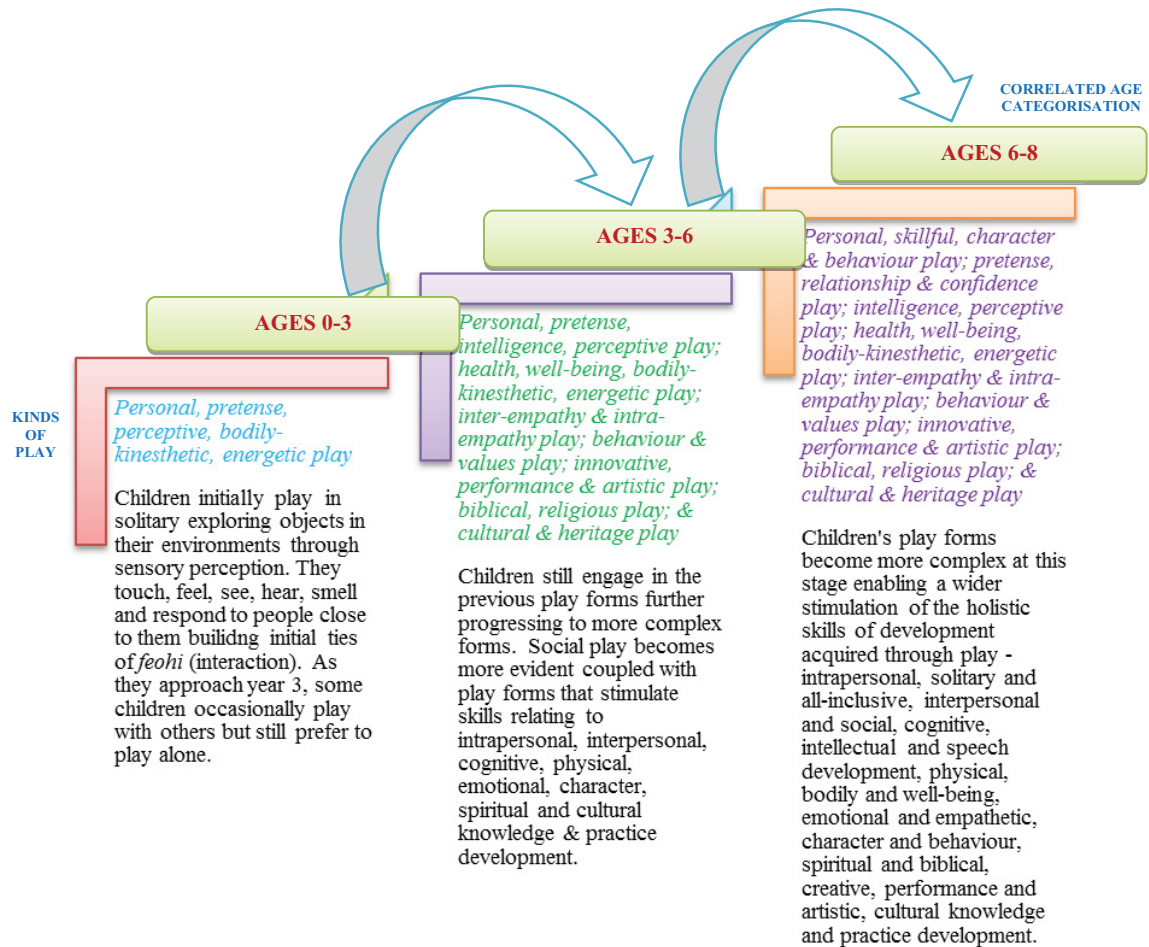 CORRELATED AGE
CATEGORISATION
AGES 6-8
AGES 3-6
AGES 0-3
KINDS
OF
PLAY
Personal, pretense,
perceptive, bodily-
kinesthetic, energetic play
Children initially play in
solitary exploring objects in
their environments through
sensory perception. They
touch, feel, see, hear, smell
and respond to people close
to them builidng initial ties
of feohi (interaction). As
they approach year 3, some
children occasionally play
with others but still prefer to
play alone.
Personal, pretense,
intelligence, perceptive play;
health, well-being, bodily-
kinesthetic, energetic play;
inter-empathy & intra-
empathy play; behaviour &
values play; innovative,
performance & artistic play;
biblical, religious play; &
cultural & heritage play
Children still engage in the
previous play forms further
progressing to more complex
forms. Social play becomes
more evident coupled with
play forms that stimulate
skills relating to
intrapersonal, interpersonal,
cognitive, physical,
emotional, character,
spiritual and cultural
knowledge & practice
development.
Personal, skillful, character
& behaviour play; pretense,
relationship & confidence
play; intelligence, perceptive
play; health, well-being,
bodily-kinesthetic, energetic
play; inter-empathy & intra-
empathy play; behaviour &
values play; innovative,
performance & artistic play;
biblical, religious play; &
cultural & heritage play
Children's play forms
become more complex at this
stage enabling a wider
stimulation of the holistic
skills of development
acquired through play -
intrapersonal, solitary and
all-inclusive, interpersonal
and social, cognitive,
intellectual and speech
development, physical,
bodily and well-being,
emotional and empathetic,
character and behaviour,
spiritual and biblical,
creative, performance and
artistic, cultural knowledge
and practice development.